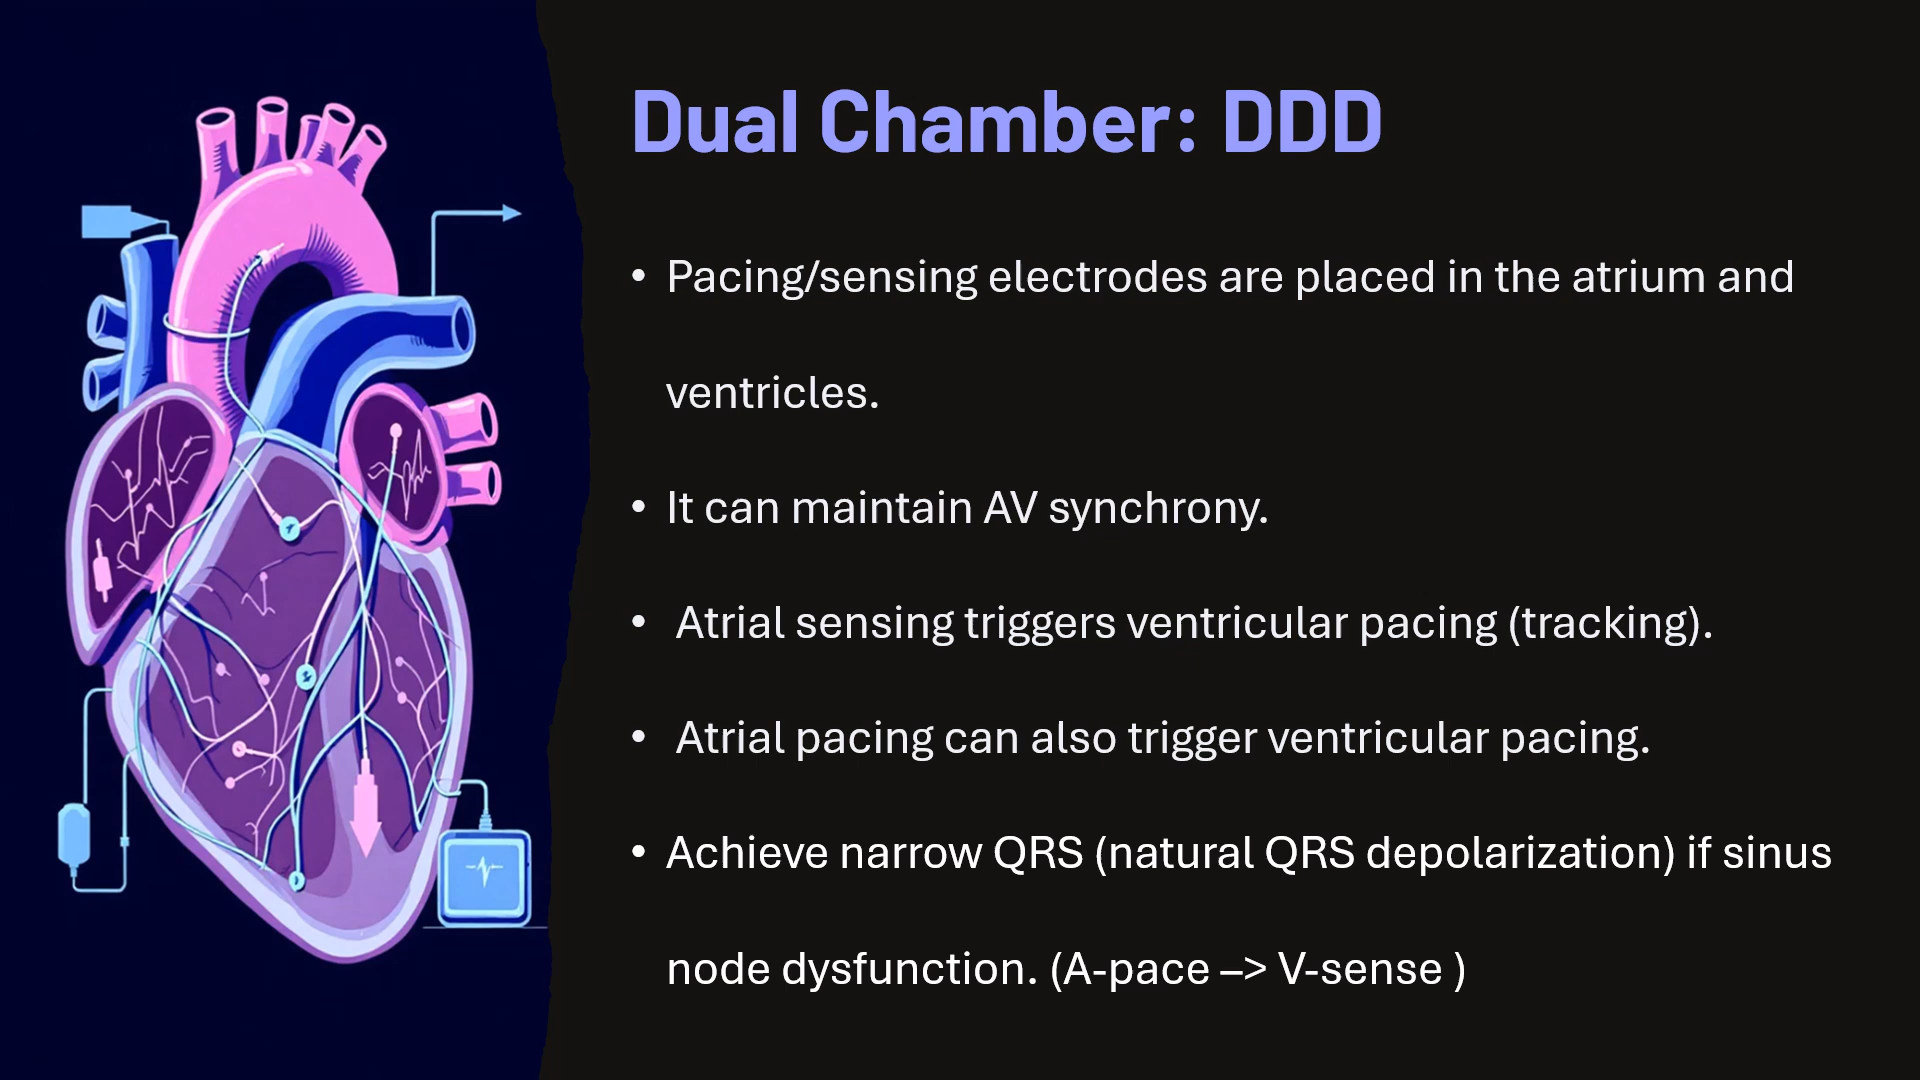 Dual Chamber: DDD
• Pacing/sensing electrodes are placed in the atrium and
ventricles.
• It can maintain AV synchrony.
• Atrial sensing triggers ventricular pacing (tracking).
• Atrial pacing can also trigger ventricular pacing.
• Achieve narrow QRS (natural QRS depolarization) if sinus
node dysfunction. (A-pace –> V-sense )